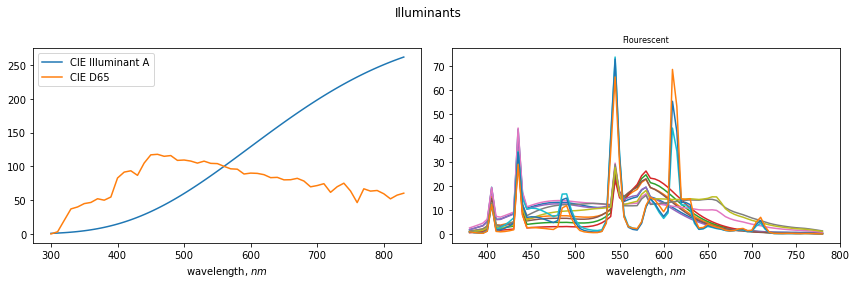 Illuminants
CIE Illuminant A
CIE D65
250
200
150
100
50
0
300 400 500 600 700 800
wavelength, nm
Flourescent
70
60
50
40
30
20
10
0
400 450 500 550 600 650 700 750 800
wavelength, nm